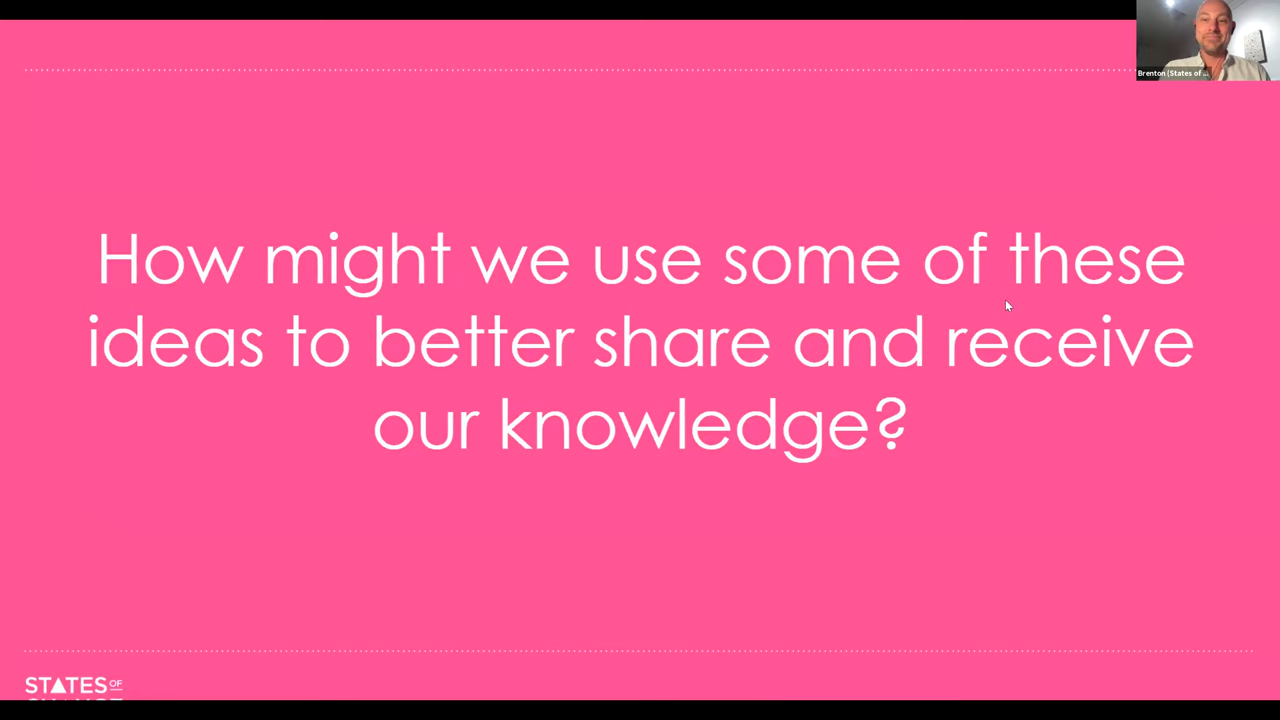 Brenton (States of ...
How might we use some of these
ideas to better share and receive
our knowledge?
STATES OF